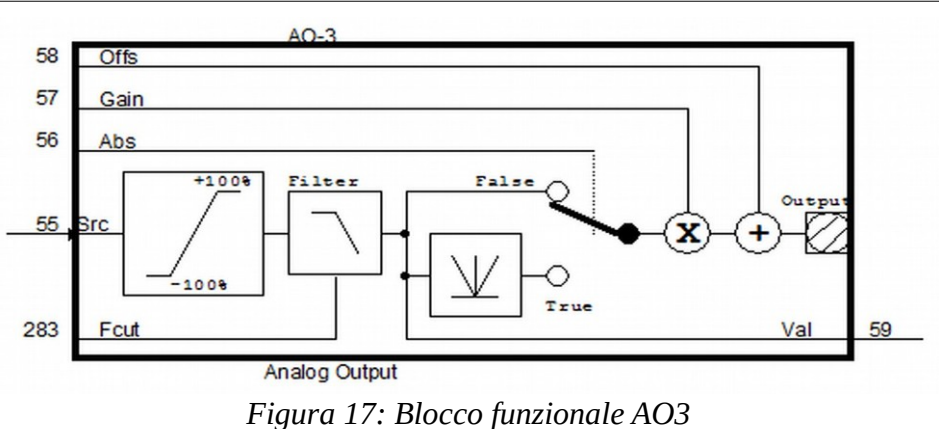 AO-3
58 Offs
57 Gain
56 Abs
+100% Filter False Output
55 Src X +
-100% True
283 Fcut Val 59
Analog Output
Figura 17: Blocco funzionale AO3